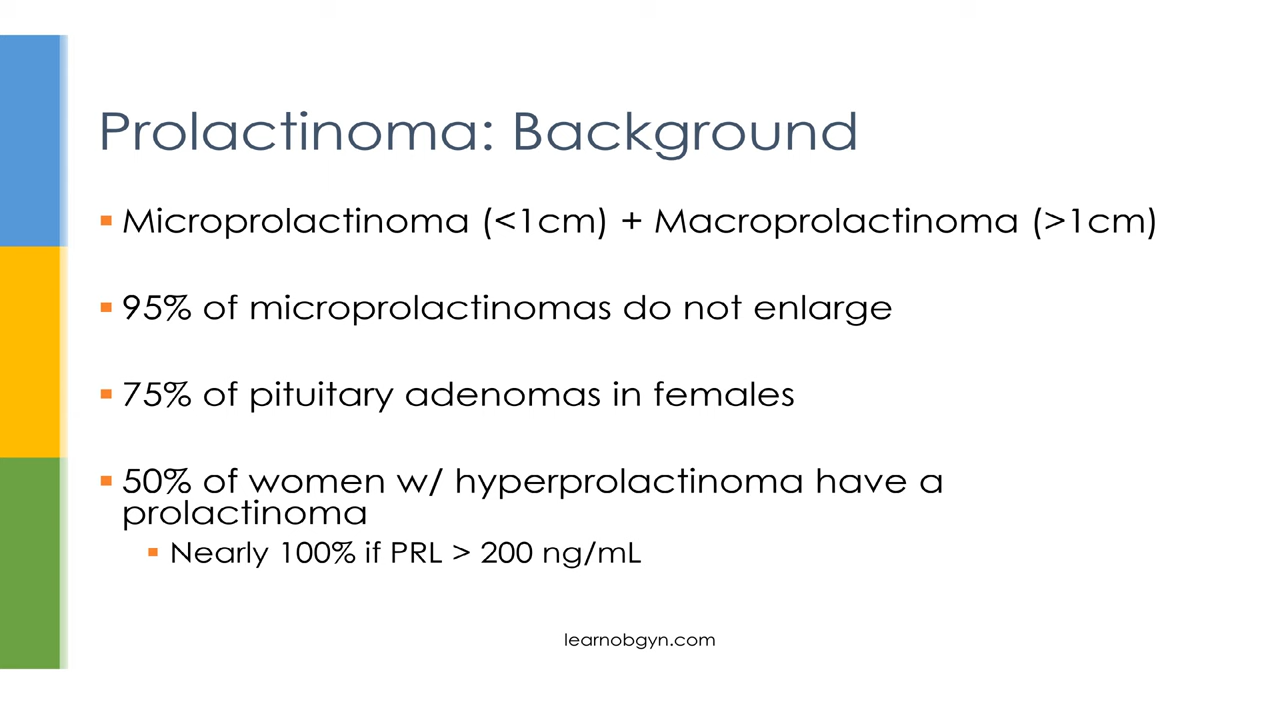 Prolactinoma: Background
Microprolactinoma (<1cm) + Macroprolactinoma (>1cm)
95% of microprolactinomas do not enlarge
75% of pituitary adenomas in females
50% of women w/ hyperprolactinoma have a
prolactinoma
Nearly 100% if PRL > 200 ng/mL
learnobgyn.com